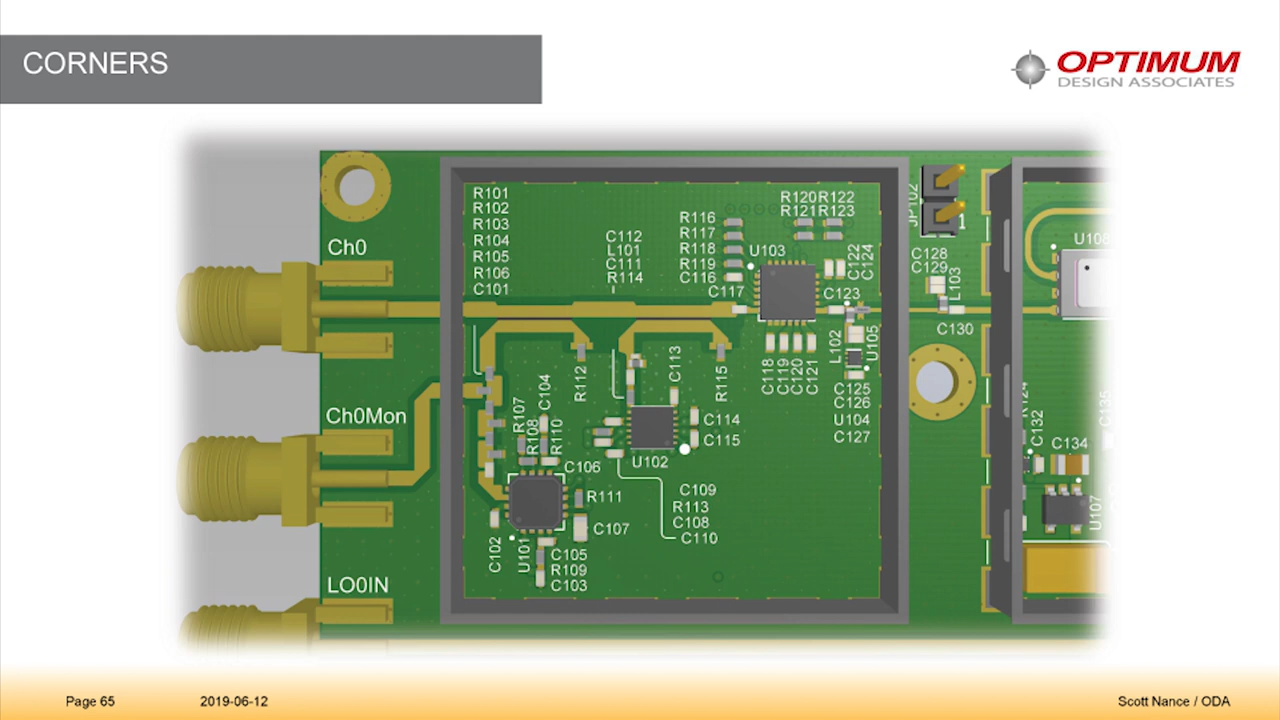 CORNERS
OPTIMUM
DESIGN ASSOCIATES
Ch0
R101
R102
R103
R104
R105
R106
C101
C112
L101
C111
R114
R116
R117
R118
R119
C116
C117
U103
R120R122
R121R123
C122
C124
C123
JP102
1
C128
C129
L103
C130
U108
Ch0Mon
R112
C113
R115
C118
C119
C120
C121
L102
U105
C125
C126
U104
C127
C104
R107
R108
R110
C106
U102
C114
C115
R111
C107
C109
R113
C108
C110
C102
U101
C105
R109
C103
C132
C134
C135
U107
LO0IN
Page 65
2019-06-12
Scott Nance / ODA